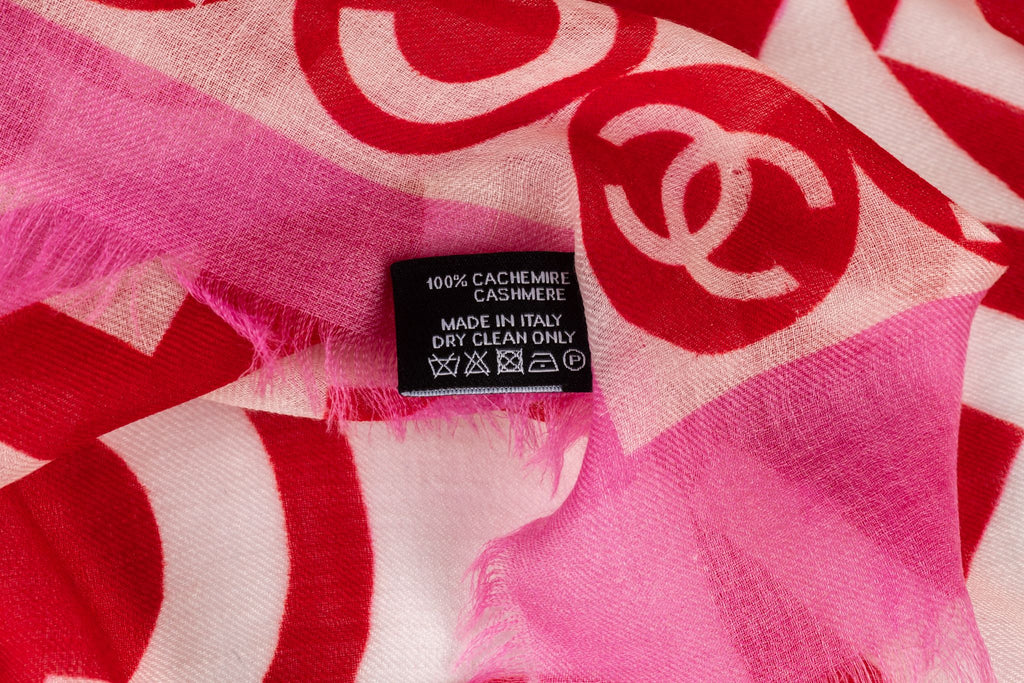 100% CACHEMIRE
CASHMERE
MADE IN ITALY
DRY CLEAN ONLY
P